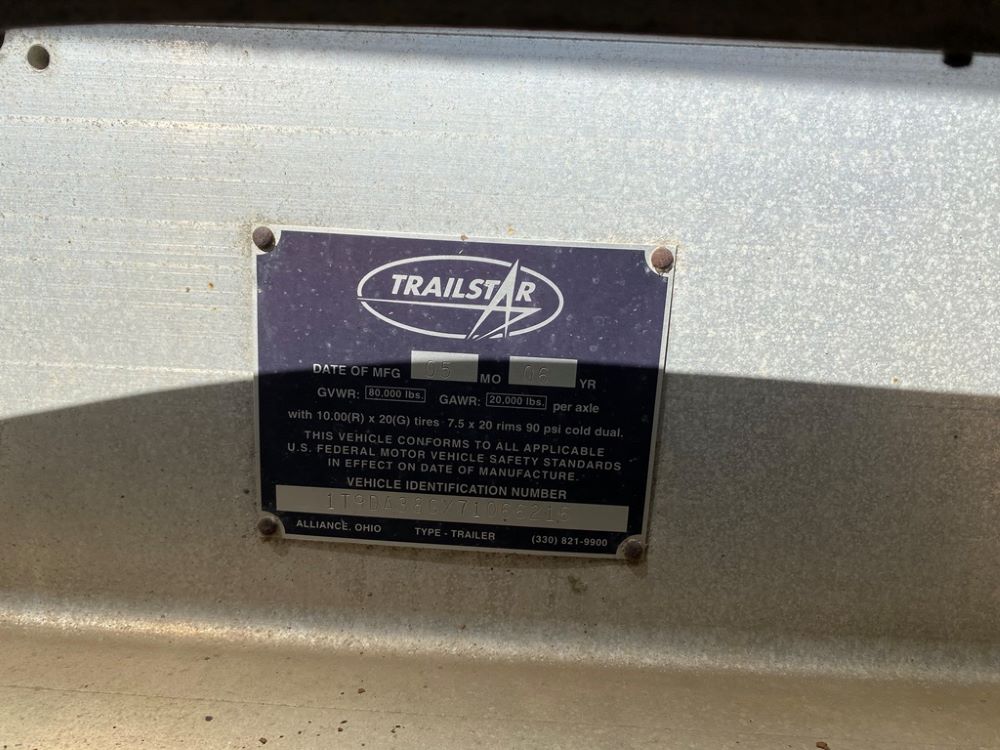 TRAILSTAR
DATE OF MFG 05 MO 06 YR
GVWR: 80.000 lbs. GAWR: 20.000 lbs. per axle
with 10.00(R) x 20(G) tires 7.5 x 20 rims 90 psi cold dual.
THIS VEHICLE CONFORMS TO ALL APPLICABLE
U.S. FEDERAL MOTOR VEHICLE SAFETY STANDARDS
IN EFFECT ON DATE OF MANUFACTURE.
VEHICLE IDENTIFICATION NUMBER
ALLIANCE, OHIO TYPE - TRAILER (330) 821-9900